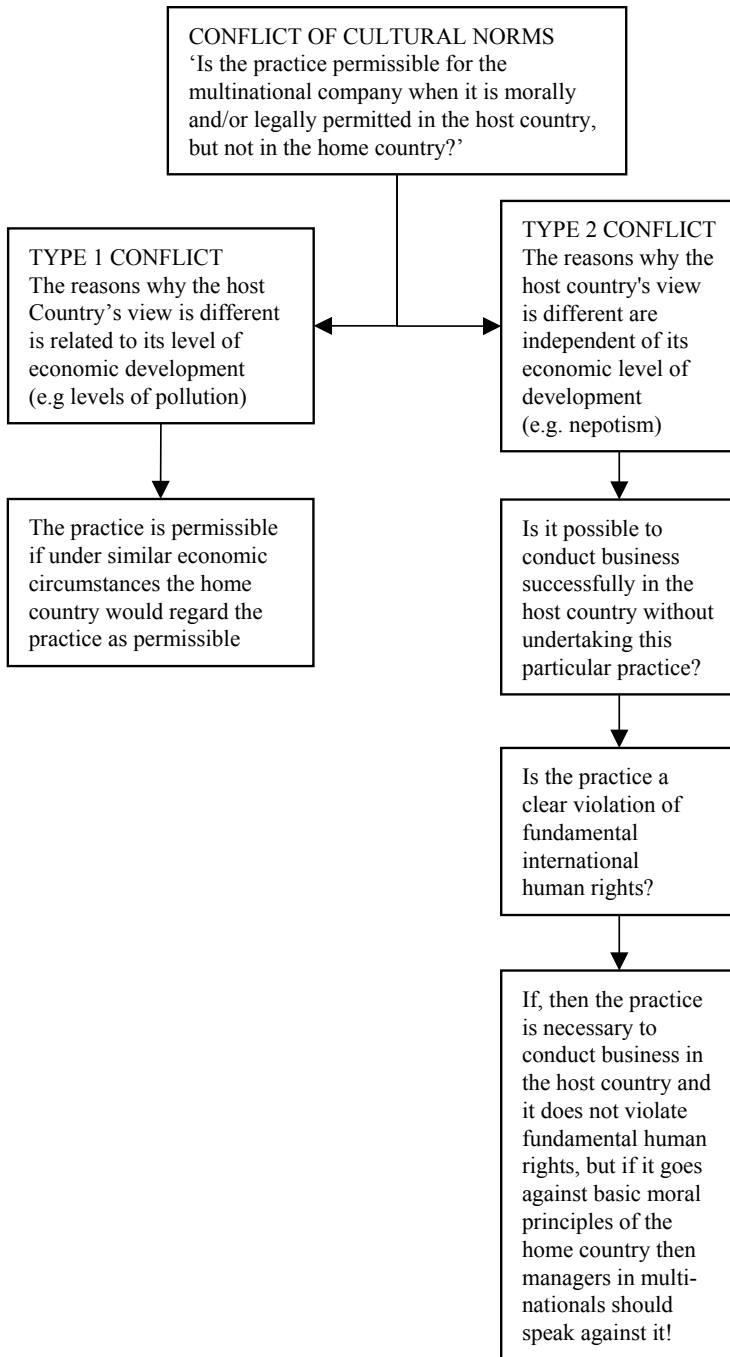 CONFLICT OF CULTURAL NORMS
‘Is the practice permissible for the
multinational company when it is morally
and/or legally permitted in the host country,
but not in the home country?’
TYPE 1 CONFLICT
The reasons why the host
Country’s view is different
is related to its level of
economic development
(e.g levels of pollution)
The practice is permissible
if under similar economic
circumstances the home
country would regard the
practice as permissible
TYPE 2 CONFLICT
The reasons why the
host country's view
is different are
independent of its
economic level of
development
(e.g. nepotism)
Is it possible to
conduct business
successfully in the
host country without
undertaking this
particular practice?
Is the practice a
clear violation of
fundamental
international
human rights?
If, then the practice
is necessary to
conduct business in
the host country and
it does not violate
fundamental human
rights, but if it goes
against basic moral
principles of the
home country then
managers in multi-
nationals should
speak against it!